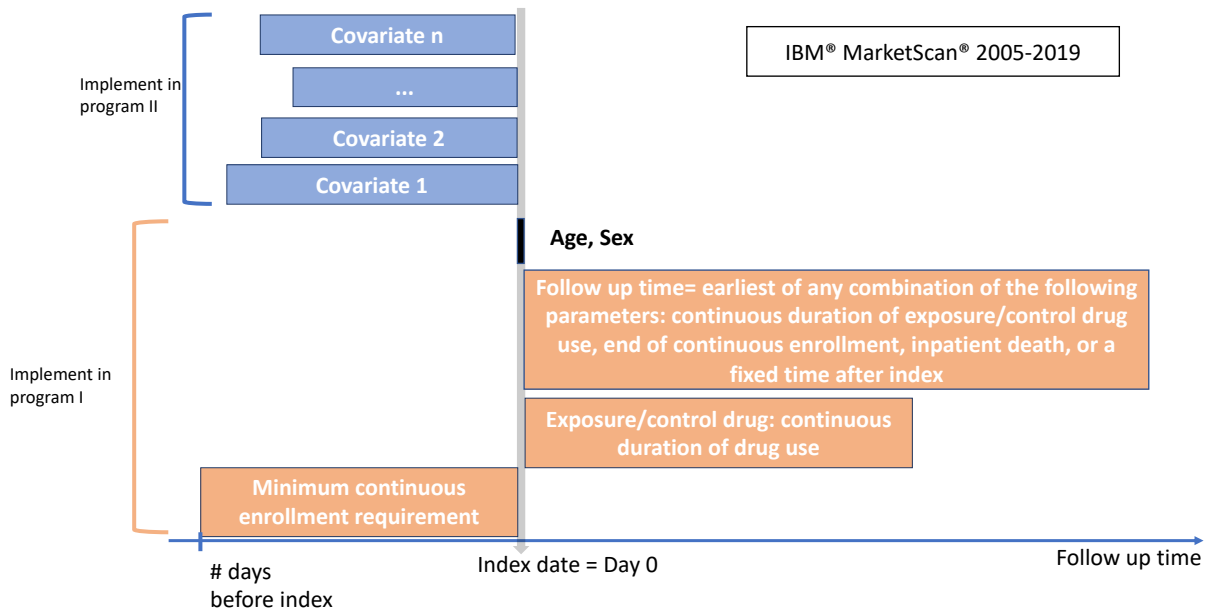 Covariate n
IBM® MarketScan® 2005-2019
Implement in
program II
...
Covariate 2
Covariate 1
Age, Sex
Follow up time= earliest of any combination of the following
parameters: continuous duration of exposure/control drug
use, end of continuous enrollment, inpatient death, or a
fixed time after index
Implement in
program I
Exposure/control drug: continuous
duration of drug use
Minimum continuous
enrollment requirement
# days
before index
Index date = Day 0
Follow up time